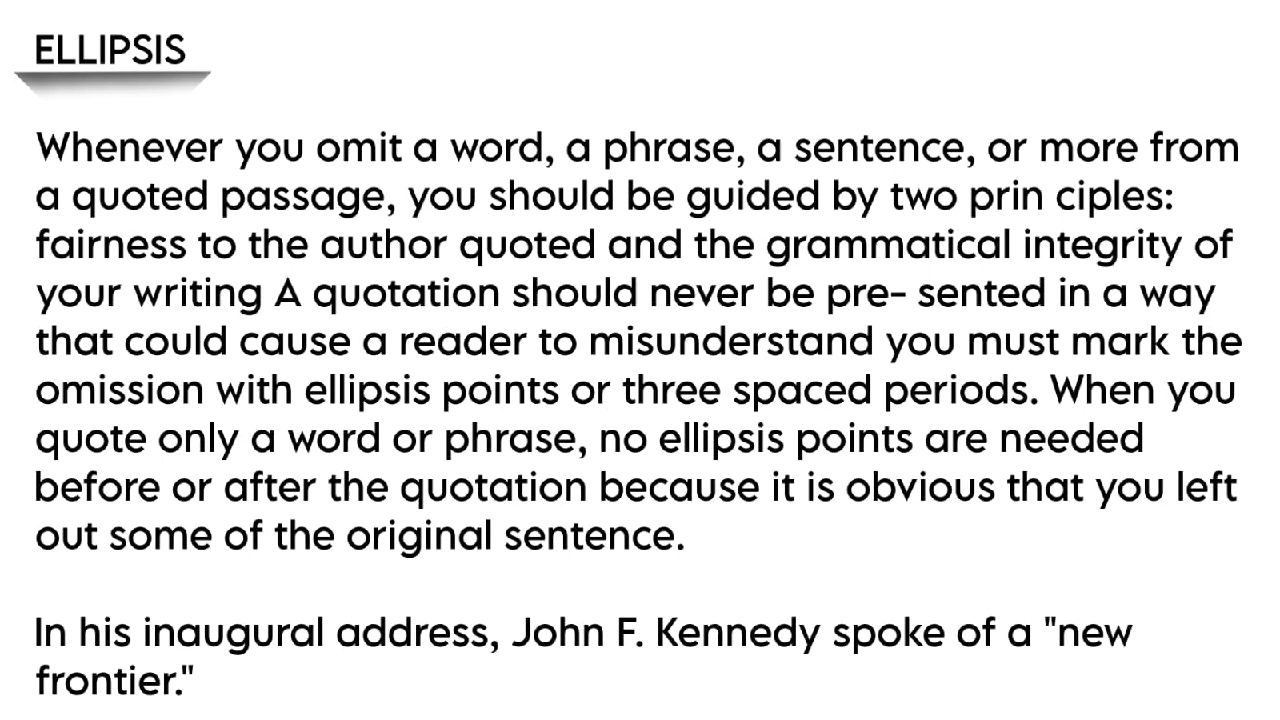 ELLIPSIS
Whenever you omit a word, a phrase, a sentence, or more from
a quoted passage, you should be guided by two prin ciples:
fairness to the author quoted and the grammatical integrity of
your writing A quotation should never be pre- sented in a way
that could cause a reader to misunderstand you must mark the
omission with ellipsis points or three spaced periods. When you
quote only a word or phrase, no ellipsis points are needed
before or after the quotation because it is obvious that you left
out some of the original sentence.
In his inaugural address, John F. Kennedy spoke of a "new
frontier."